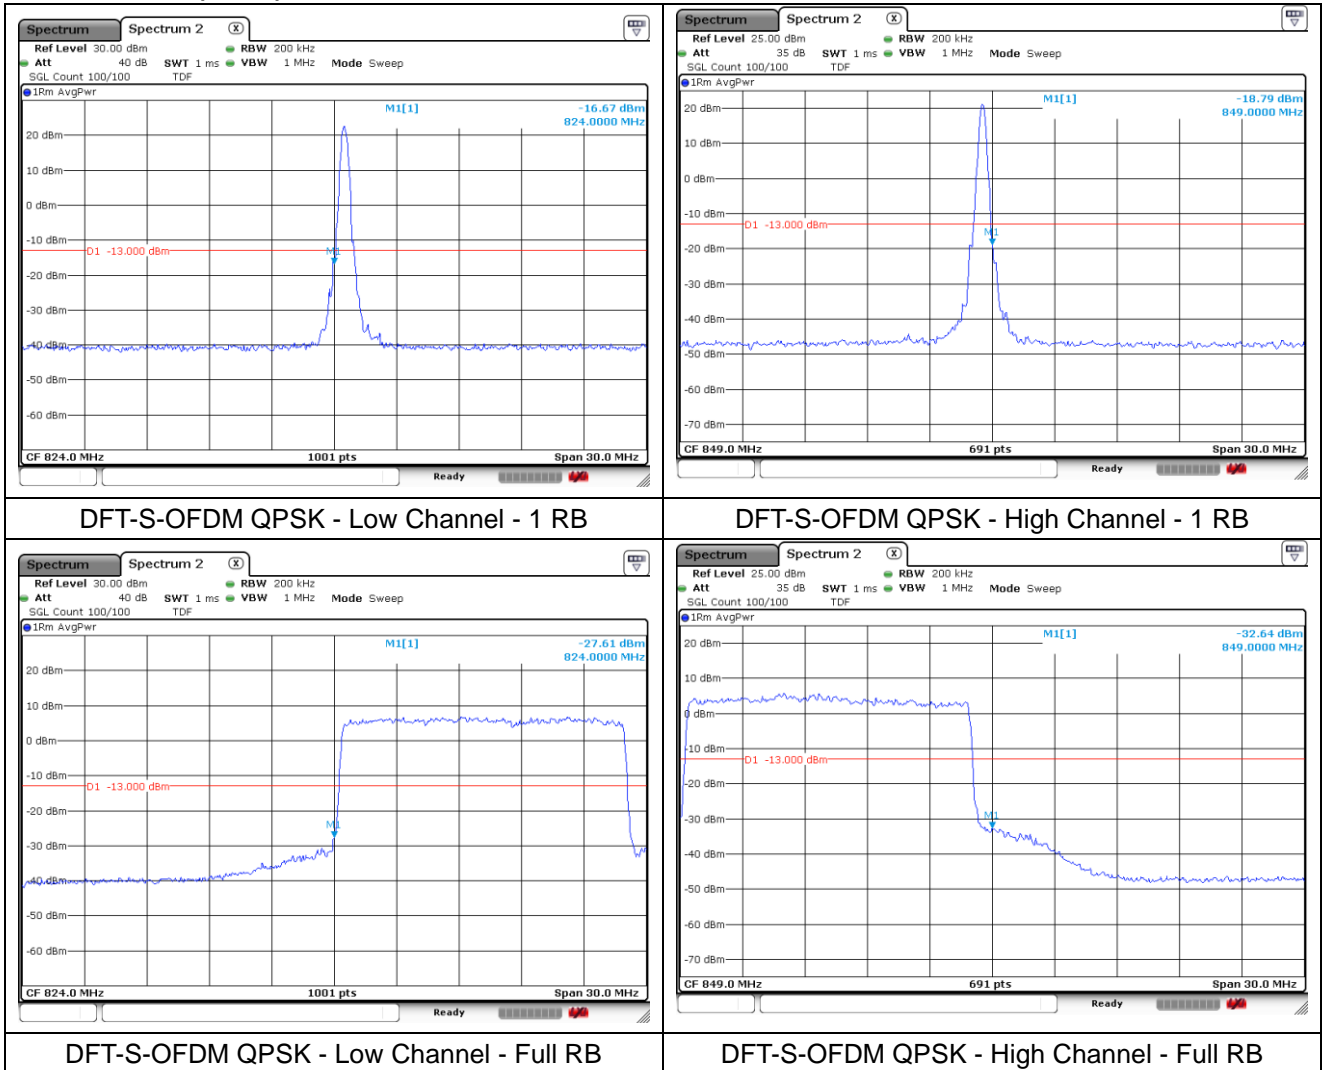 Spectrum Spectrum 2 X
Ref Level 30.00 dBm RBW 200 kHz
Att 40 dB SWT 1 ms VBW 1 MHz Mode Sweep
SGL Count 100/100 TDF
1Rm AvgPwr
M1[1] -16.67 dBm
824.0000 MHz
20 dBm
10 dBm
0 dBm
-10 dBm
D1 -13.000 dBm
M1
-20 dBm
-30 dBm
-40 dBm
-50 dBm
-60 dBm
CF 824.0 MHz 1001 pts Span 30.0 MHz
Ready
DFT-S-OFDM QPSK - Low Channel - 1 RB
Spectrum Spectrum 2 X
Ref Level 25.00 dBm RBW 200 kHz
Att 35 dB SWT 1 ms VBW 1 MHz Mode Sweep
SGL Count 100/100 TDF
1Rm AvgPwr
M1[1] -18.79 dBm
849.0000 MHz
20 dBm
10 dBm
0 dBm
-10 dBm
D1 -13.000 dBm
M1
-20 dBm
-30 dBm
-40 dBm
-50 dBm
-60 dBm
-70 dBm
CF 849.0 MHz 691 pts Span 30.0 MHz
Ready
DFT-S-OFDM QPSK - High Channel - 1 RB
Spectrum Spectrum 2 X
Ref Level 30.00 dBm RBW 200 kHz
Att 40 dB SWT 1 ms VBW 1 MHz Mode Sweep
SGL Count 100/100 TDF
1Rm AvgPwr
M1[1] -27.61 dBm
824.0000 MHz
20 dBm
10 dBm
0 dBm
-10 dBm
D1 -13.000 dBm
-20 dBm
M1
-30 dBm
-40 dBm
-50 dBm
-60 dBm
CF 824.0 MHz 1001 pts Span 30.0 MHz
Ready
DFT-S-OFDM QPSK - Low Channel - Full RB
Spectrum Spectrum 2 X
Ref Level 25.00 dBm RBW 200 kHz
Att 35 dB SWT 1 ms VBW 1 MHz Mode Sweep
SGL Count 100/100 TDF
1Rm AvgPwr
M1[1] -32.64 dBm
849.0000 MHz
20 dBm
10 dBm
0 dBm
-10 dBm
D1 -13.000 dBm
-20 dBm
M1
-30 dBm
-40 dBm
-50 dBm
-60 dBm
-70 dBm
CF 849.0 MHz 691 pts Span 30.0 MHz
Ready
DFT-S-OFDM QPSK - High Channel - Full RB